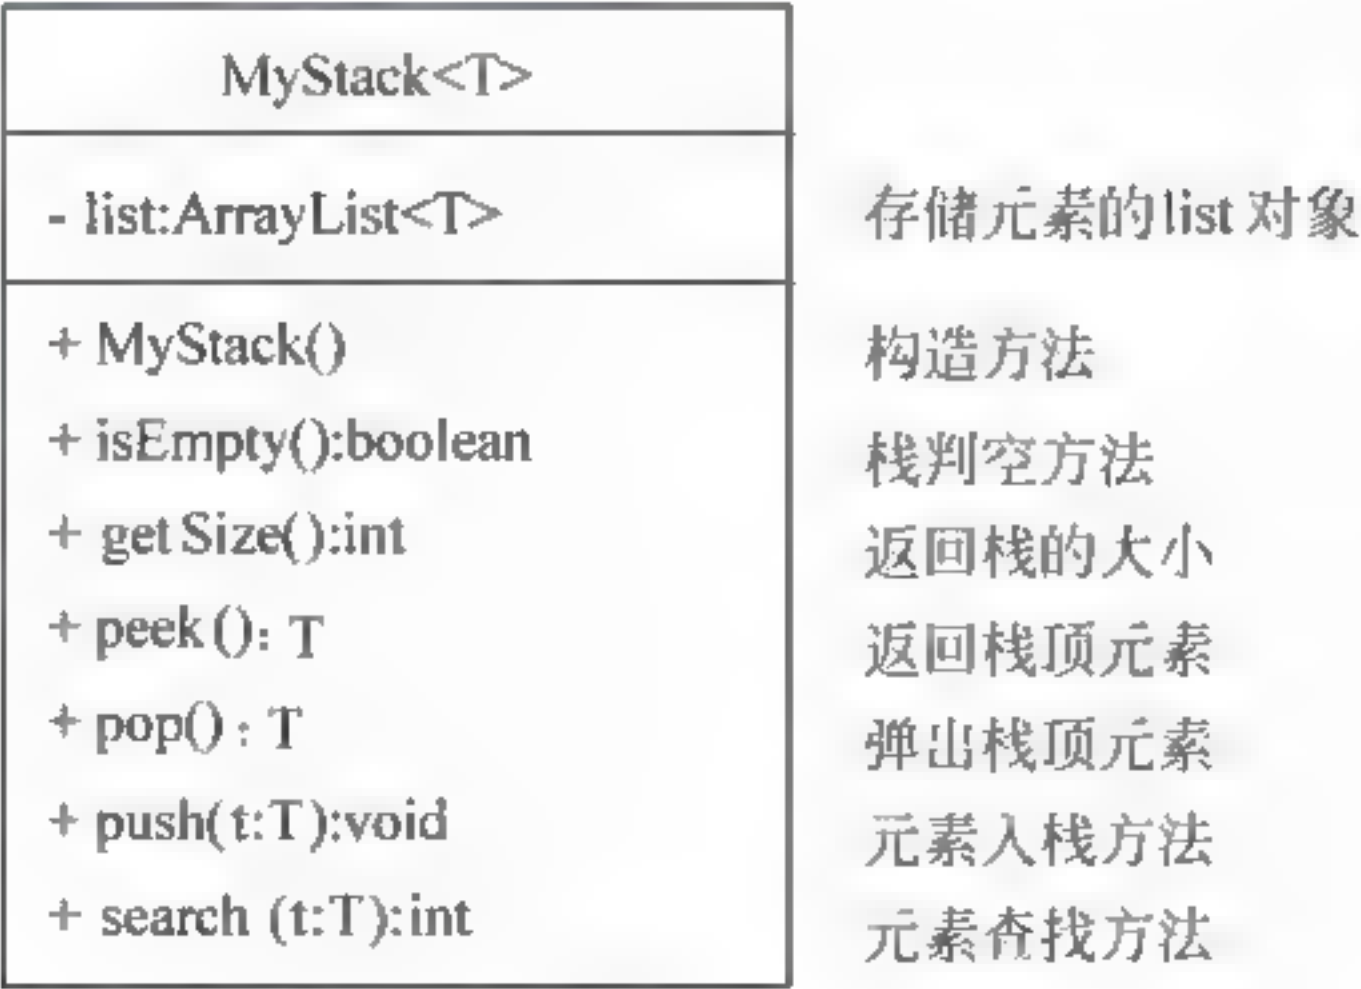 MyStack<T>
- list:ArrayList<T> 存储元素的list对象
+ MyStack() 构造方法
+ isEmpty():boolean 栈判空方法
+ getSize():int 返回栈的大小
+ peek(): T 返回栈顶元素
+ pop() : T 弹出栈顶元素
+ push(t:T):void 元素入栈方法
+ search (t:T):int 元素查找方法